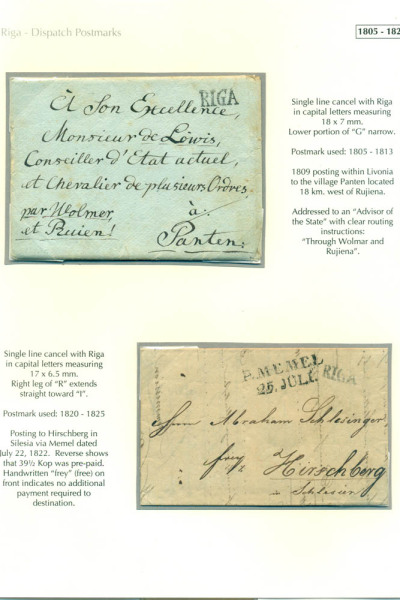 Riga - Dispatch Postmarks
1805 - 182
RIGA
À Son Excellence,
Monsieur de Löwis,
Conseiller d'Etat actuel,
et Chevalier de plusieurs Ordres
par Wolmer,
et Ruien!
à
Panten:
Single line cancel with Riga
in capital letters measuring
18 x 7 mm.
Lower portion of "G" narrow.
Postmark used: 1805 - 1813
1809 posting within Livonia
to the village Panten located
18 km. west of Rujiena.
Addressed to an "Advisor of
the State" with clear routing
instructions:
"Through Wolmar and
Rujiena".
Single line cancel with Riga
in capital letters measuring
17 x 6.5 mm.
Right leg of "R" extends
straight toward "I".
Postmark used: 1820 - 1825
Posting to Hirschberg in
Silesia via Memel dated
July 22, 1822. Reverse shows
that 39½ Kop was pre-paid.
Handwritten "frey" (free) on
front indicates no additional
payment required to
destination.
P. MEMEL
25. JULI. RIGA
Herrn Abraham Schlesinger
frey
Hirschberg
in Schlesien